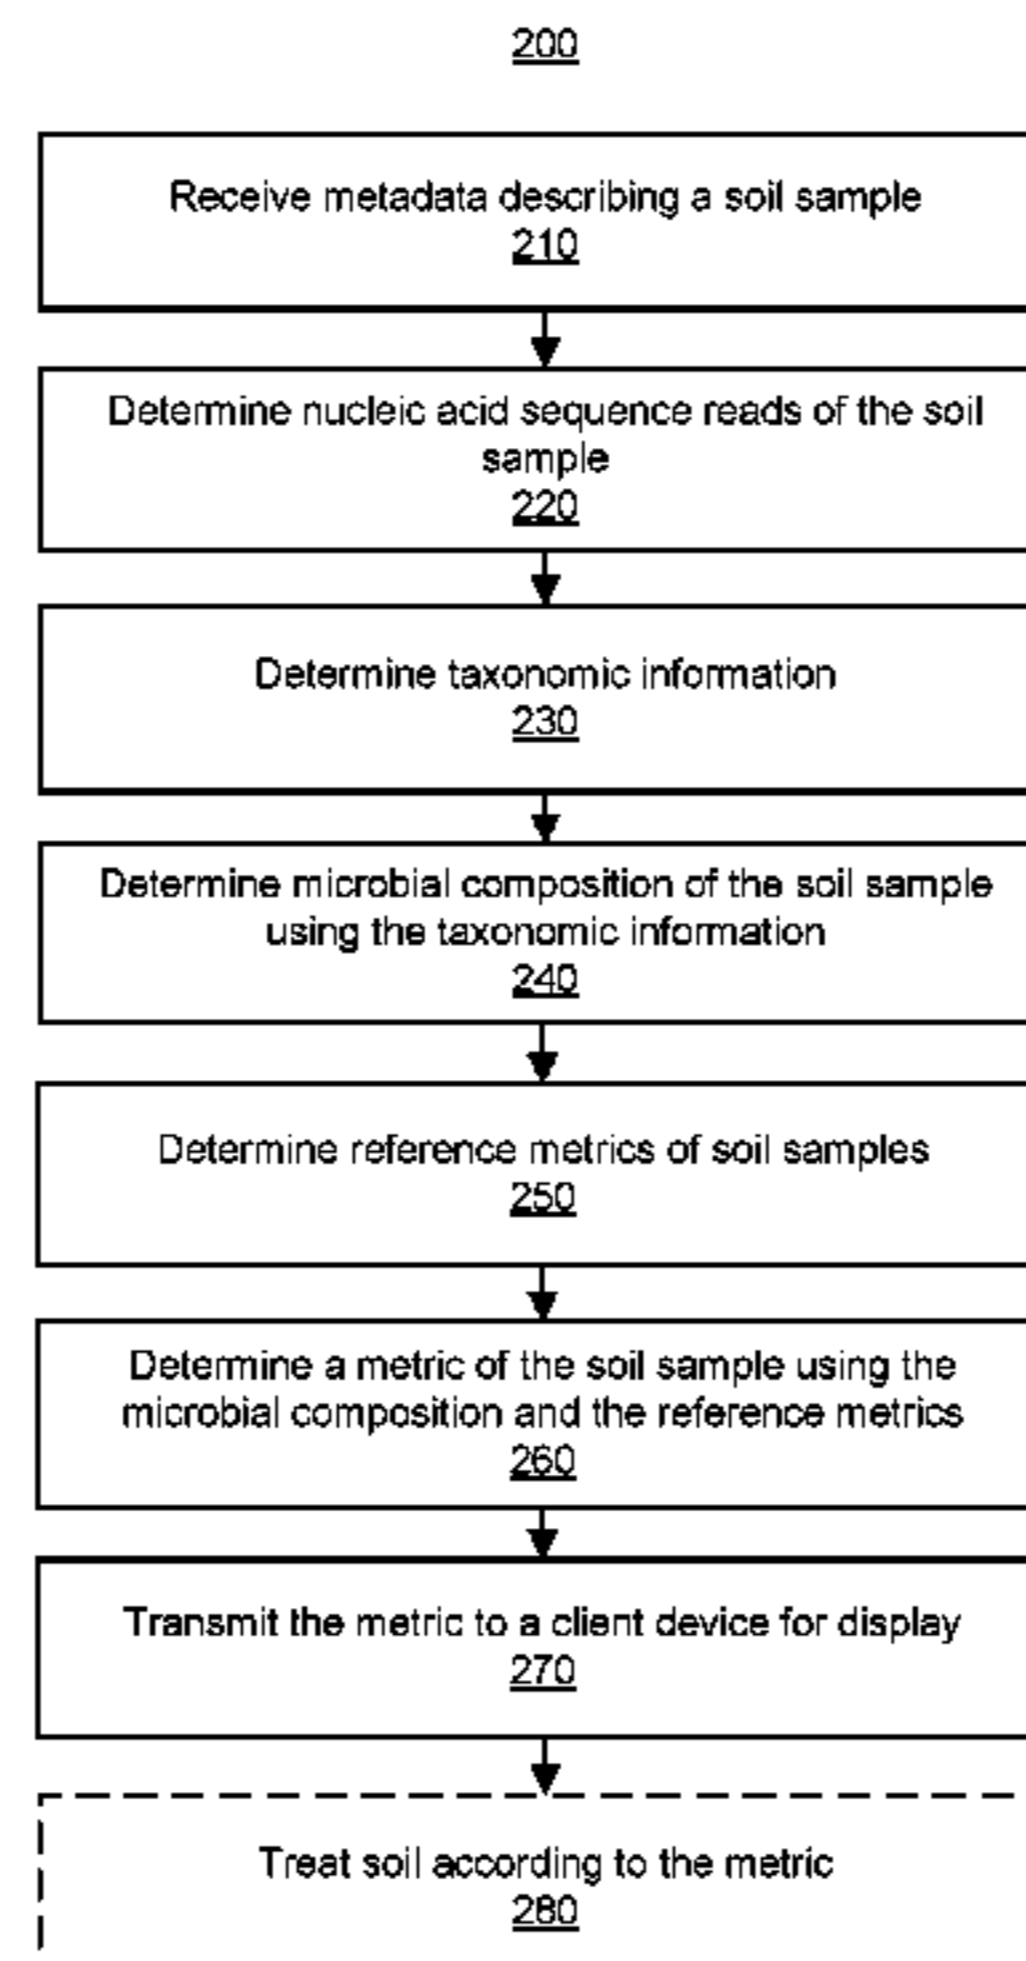 200
Receive metadata describing a soil sample
210
Determine nucleic acid sequence reads of the soil
sample
220
Determine taxonomic information
230
Determine microbial composition of the soil sample
using the taxonomic information
240
Determine reference metrics of soil samples
250
Determine a metric of the soil sample using the
microbial composition and the reference metrics
260
Transmit the metric to a client device for display
270
Treat soil according to the metric
280